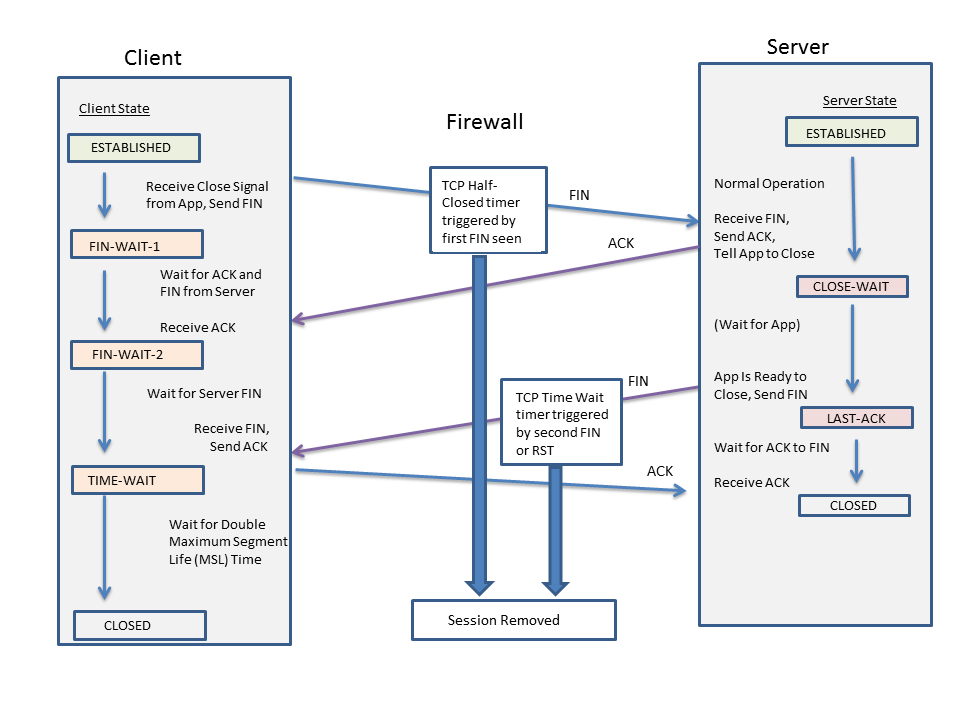 Client
Client State
ESTABLISHED
Receive Close Signal
from App, Send FIN
FIN-WAIT-1
Wait for ACK and
FIN from Server
Receive ACK
FIN-WAIT-2
Wait for Server FIN
Receive FIN,
Send ACK
TIME-WAIT
Wait for Double
Maximum Segment
Life (MSL) Time
CLOSED
Firewall
TCP Half-
Closed timer
triggered by
first FIN seen
FIN
ACK
TCP Time Wait
timer triggered
by second FIN
or RST
FIN
ACK
Session Removed
Server
Server State
ESTABLISHED
Normal Operation
Receive FIN,
Send ACK,
Tell App to Close
CLOSE-WAIT
(Wait for App)
App Is Ready to
Close, Send FIN
LAST-ACK
Wait for ACK to FIN
Receive ACK
CLOSED